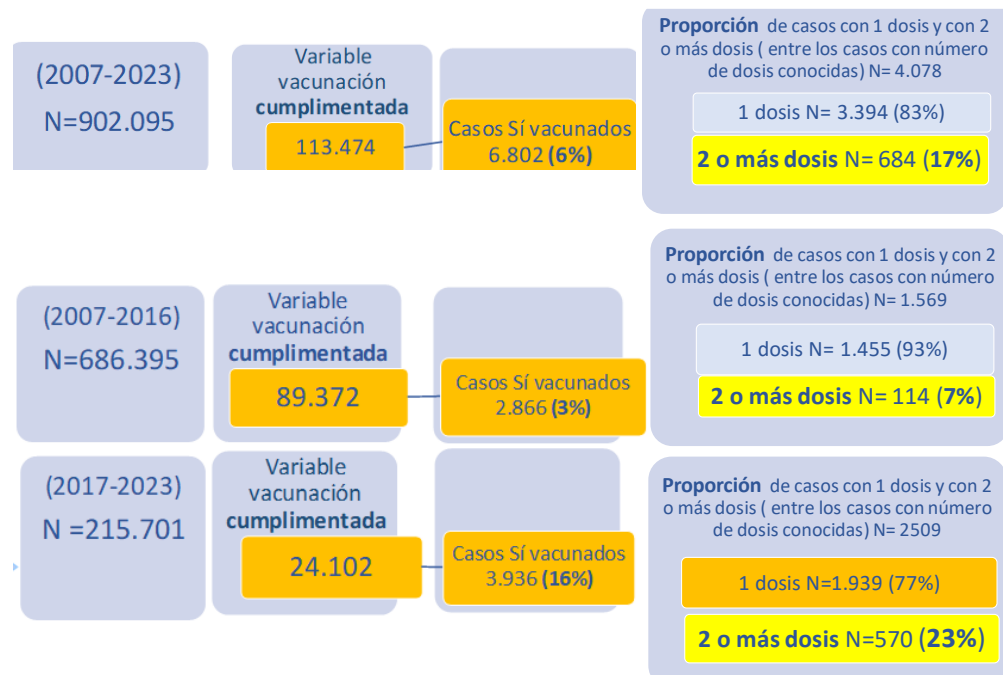 (2007-2023)
N=902.095
Variable
vacunación
cumplimentada
113.474
Casos Sí vacunados
6.802 (6%)
Proporción de casos con 1 dosis y con 2
o más dosis ( entre los casos con número
de dosis conocidas) N= 4.078
1 dosis N= 3.394 (83%)
2 o más dosis N= 684 (17%)
(2007-2016)
N=686.395
Variable
vacunación
cumplimentada
89.372
Casos Sí vacunados
2.866 (3%)
Proporción de casos con 1 dosis y con 2
o más dosis ( entre los casos con número
de dosis conocidas) N= 1.569
1 dosis N= 1.455 (93%)
2 o más dosis N= 114 (7%)
(2017-2023)
N =215.701
Variable
vacunación
cumplimentada
24.102
Casos Sí vacunados
3.936 (16%)
Proporción de casos con 1 dosis y con 2
o más dosis ( entre los casos con número
de dosis conocidas) N= 2509
1 dosis N=1.939 (77%)
2 o más dosis N=570 (23%)